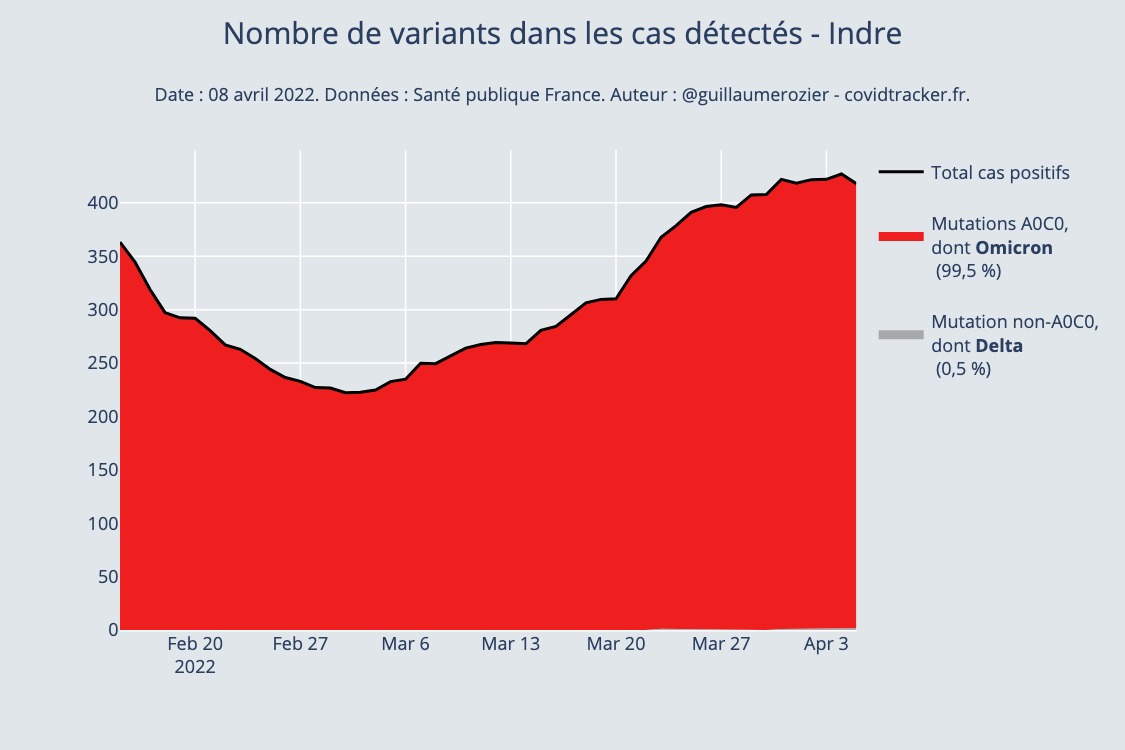 Nombre de variants dans les cas détectés - Indre
Date : 08 avril 2022. Données : Santé publique France. Auteur : @guillaumerozier - covidtracker.fr.
Total cas positifs
Mutations A0C0,
dont Omicron
(99,5 %)
Mutation non-A0C0,
dont Delta
(0,5 %)
400
350
300
250
200
150
100
50
0
Feb 20
2022
Feb 27
Mar 6
Mar 13
Mar 20
Mar 27
Apr 3